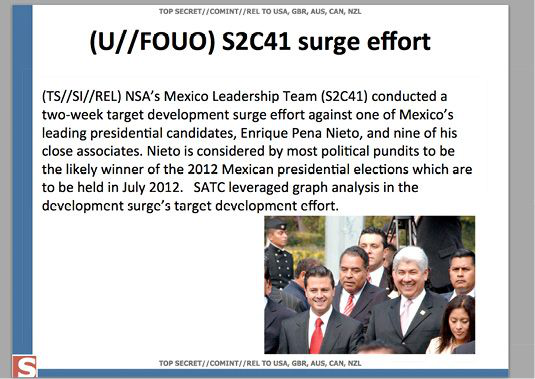 TOP SECRET//COMINT//REL TO USA, GBR, AUS, CAN, NZL
(U//FOUO) S2C41 surge effort
(TS//SI//REL) NSA's Mexico Leadership Team (S2C41) conducted a
two-week target development surge effort against one of Mexico's
leading presidential candidates, Enrique Pena Nieto, and nine of his
close associates. Nieto is considered by most political pundits to be
the likely winner of the 2012 Mexican presidential elections which are
to be held in July 2012. SATC leveraged graph analysis in the
development surge's target development effort.
S
TOP SECRET//COMINT//REL TO USA, GBR, AUS, CAN, NZL